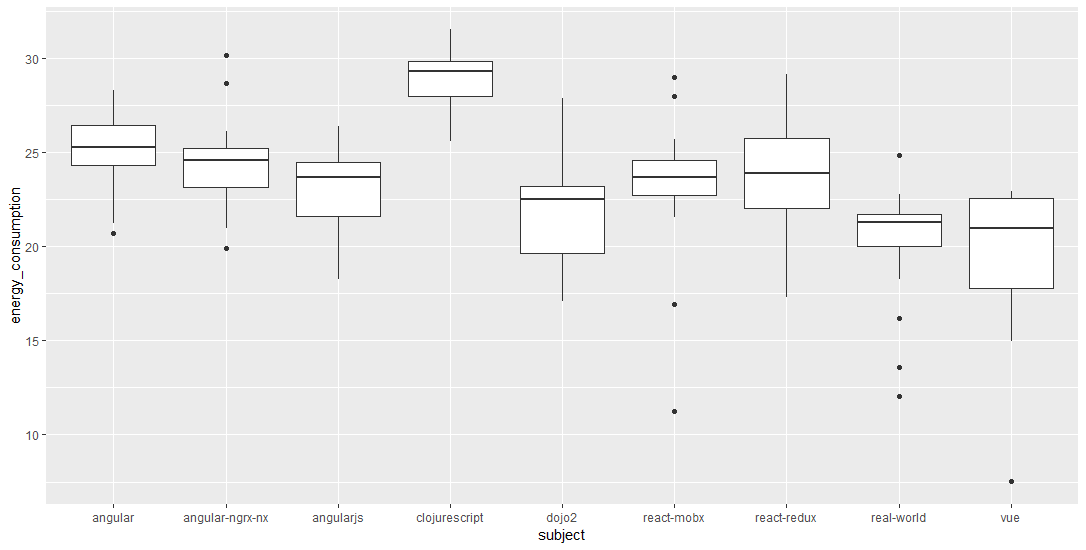 energy_consumption
30
25
20
15
10
angular angular-ngrx-nx angularjs clojurescript dojo2 react-mobx react-redux real-world vue
subject